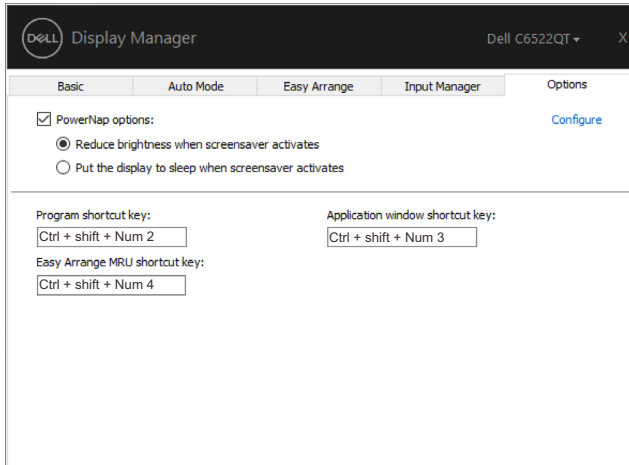 DELL Display Manager
Dell C6522QT
X
Basic
Auto Mode
Easy Arrange
Input Manager
Options
PowerNap options:
Configure
Reduce brightness when screensaver activates
Put the display to sleep when screensaver activates
Program shortcut key:
Application window shortcut key:
Ctrl + shift + Num 2
Ctrl + shift + Num 3
Easy Arrange MRU shortcut key:
Ctrl + shift + Num 4